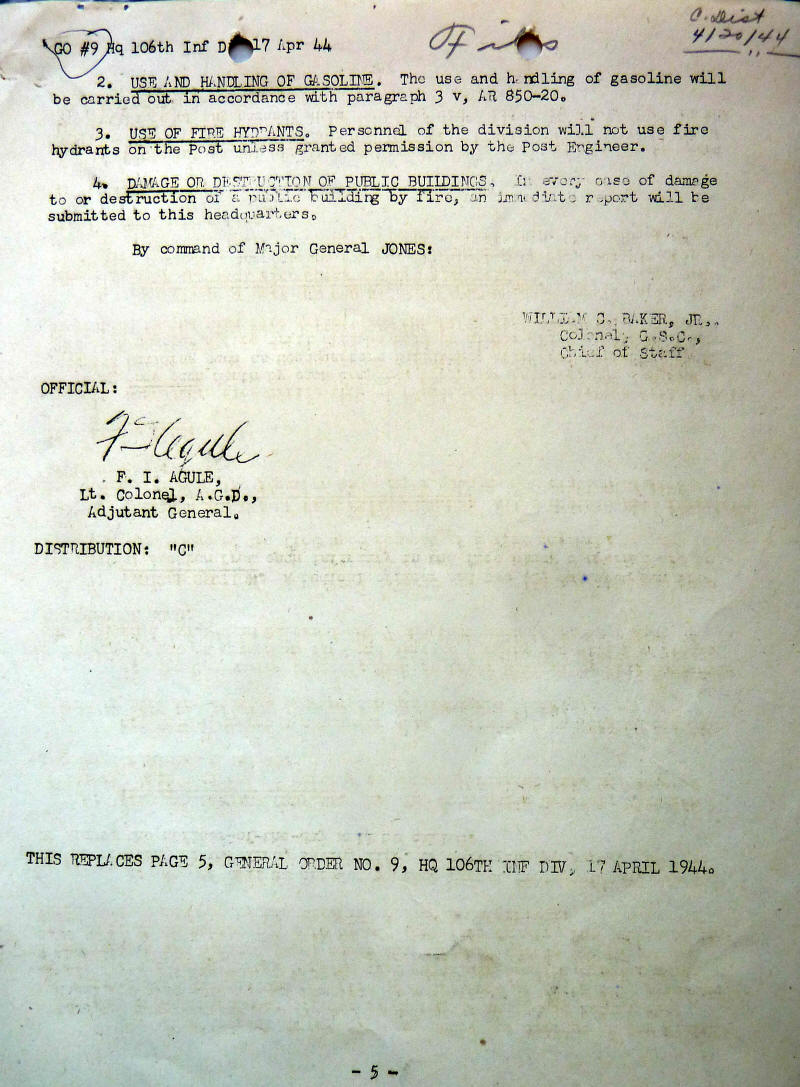 C. Dist
4/20/44
GO #9 Hq 106th Inf Di 17 Apr 44
Files
2. USE AND HANDLING OF GASOLINE. The use and handling of gasoline will
be carried out in accordance with paragraph 3 v, AR 850-20.
3. USE OF FIRE HYDRANTS. Personnel of the division will not use fire
hydrants on the Post unless granted permission by the Post Engineer.
4. DAMAGE OR DESTRUCTION OF PUBLIC BUILDINGS. In every case of damage
to or destruction of a public building by fire, an immediate report will be
submitted to this headquarters.
By command of Major General JONES:
WILLIAM C. BAKER, JR.,
Colonel, G.S.C.,
Chief of Staff
OFFICIAL:
F I Agule
F. I. AGULE,
Lt. Colonel, A.G.D.,
Adjutant General.
DISTRIBUTION: "C"
THIS REPLACES PAGE 5, GENERAL ORDER NO. 9, HQ 106TH INF DIV, 17 APRIL 1944.
- 5 -